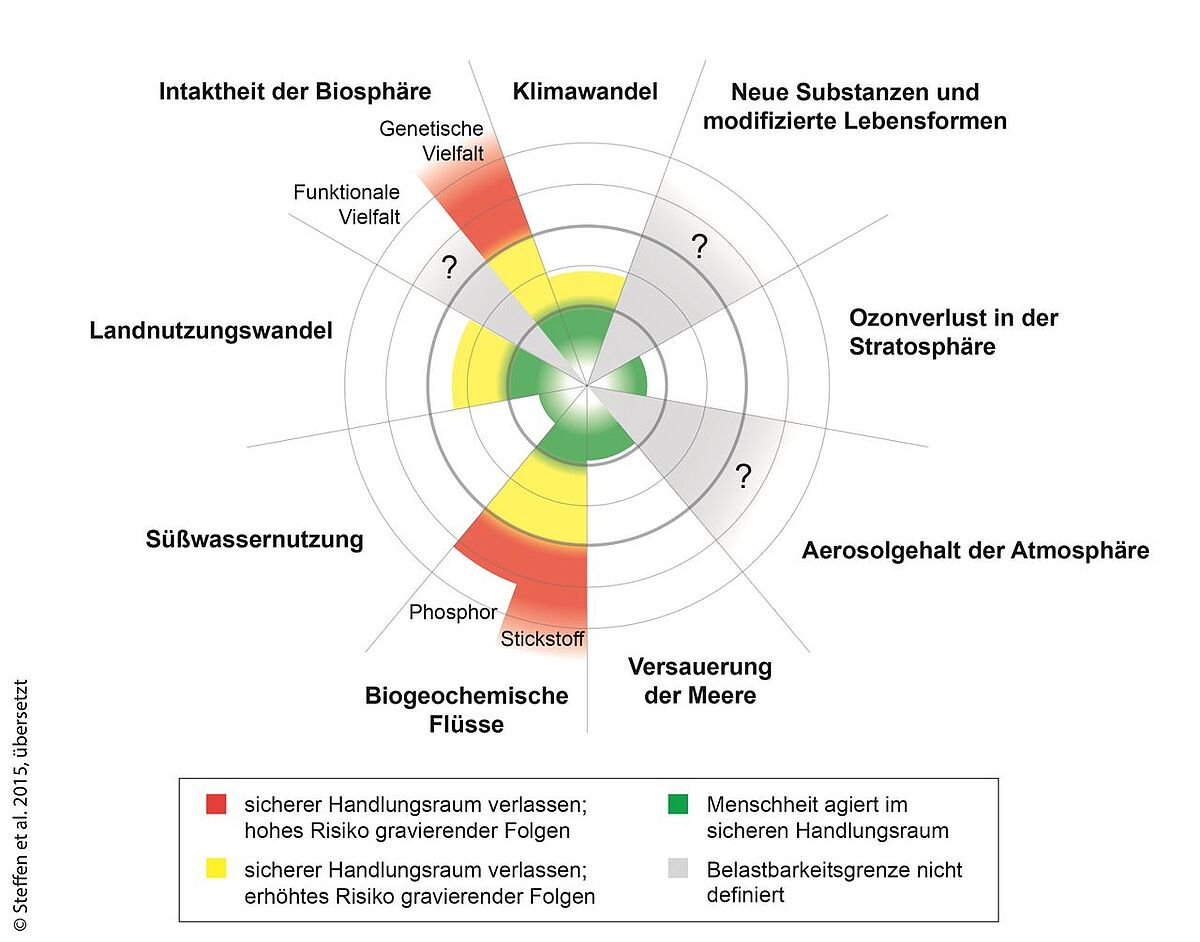 Intaktheit der Biosphäre
Klimawandel
Neue Substanzen und
modifizierte Lebensformen
Genetische
Vielfalt
Funktionale
Vielfalt
?
?
Landnutzungswandel
Ozonverlust in der
Stratosphäre
?
Süßwassernutzung
Aerosolgehalt der Atmosphäre
Phosphor
Stickstoff
Biogeochemische
Flüsse
Versauerung
der Meere
sicherer Handlungsraum verlassen;
hohes Risiko gravierender Folgen
sicherer Handlungsraum verlassen;
erhöhtes Risiko gravierender Folgen
Menschheit agiert im
sicheren Handlungsraum
Belastbarkeitsgrenze nicht
definiert
© Steffen et al. 2015, übersetzt